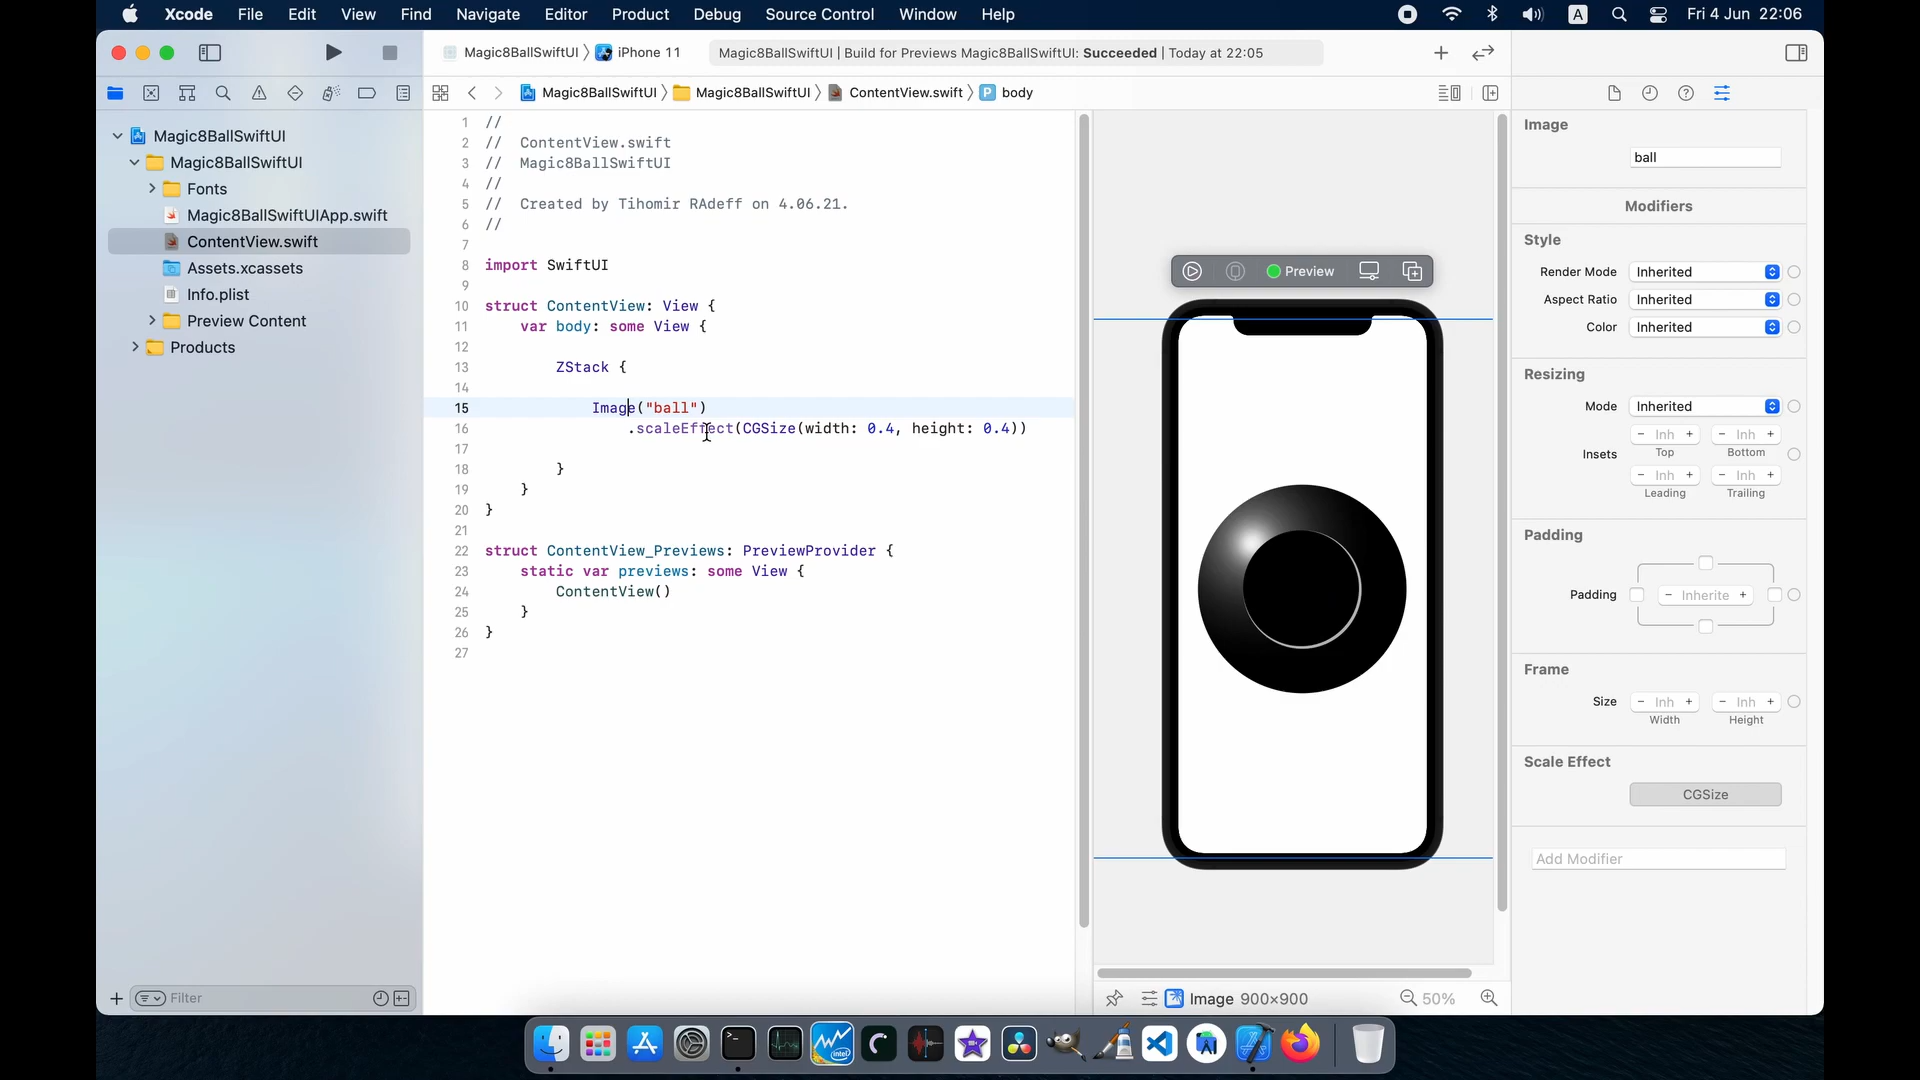 Xcode File Edit View Find Navigate Editor Product Debug Source Control Window Help A Fri 4 Jun 22:06
Magic8BallSwiftUI iPhone 11 Magic8BallSwiftUI | Build for Previews Magic8BallSwiftUI: Succeeded | Today at 22:05
Magic8BallSwiftUI Magic8BallSwiftUI ContentView.swift P body
Magic8BallSwiftUI
Magic8BallSwiftUI
Fonts
Magic8BallSwiftUIApp.swift
ContentView.swift
Assets.xcassets
Info.plist
Preview Content
Products
Filter
1 //
2 // ContentView.swift
3 // Magic8BallSwiftUI
4 //
5 // Created by Tihomir RAdeff on 4.06.21.
6 //
7
8 import SwiftUI
9
10 struct ContentView: View {
11 var body: some View {
12
13 ZStack {
14
15 Image("ball")
16 .scaleEffect(CGSize(width: 0.4, height: 0.4))
17
18 }
19 }
20 }
21
22 struct ContentView_Previews: PreviewProvider {
23 static var previews: some View {
24 ContentView()
25 }
26 }
27
Preview
Image 900×900 50%
Image
ball
Modifiers
Style
Render Mode Inherited
Aspect Ratio Inherited
Color Inherited
Resizing
Mode Inherited
- Inh + - Inh +
Insets Top Bottom
- Inh + - Inh +
Leading Trailing
Padding
Padding - Inherite +
Frame
Size - Inh + - Inh +
Width Height
Scale Effect
CGSize
Add Modifier
intel